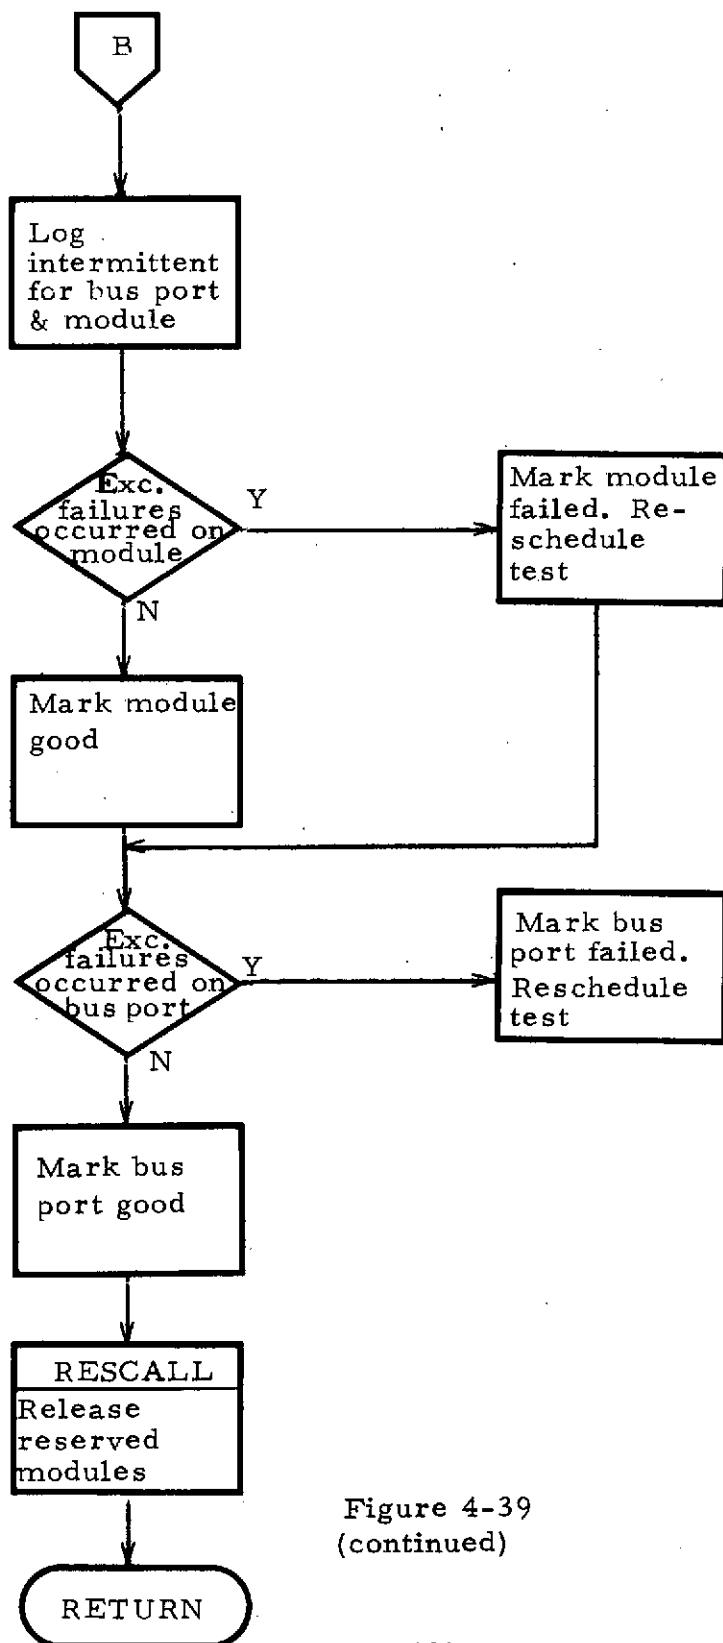 B
Log
intermittent
for bus port
& module
Exc.
failures
occurred on
module
Y
N
Mark module
failed. Re-
schedule
test
Mark module
good
Exc.
failures
occurred on
bus port
Y
N
Mark bus
port failed.
Reschedule
test
Mark bus
port good
RESCALL
Release
reserved
modules
Figure 4-39
(continued)
RETURN